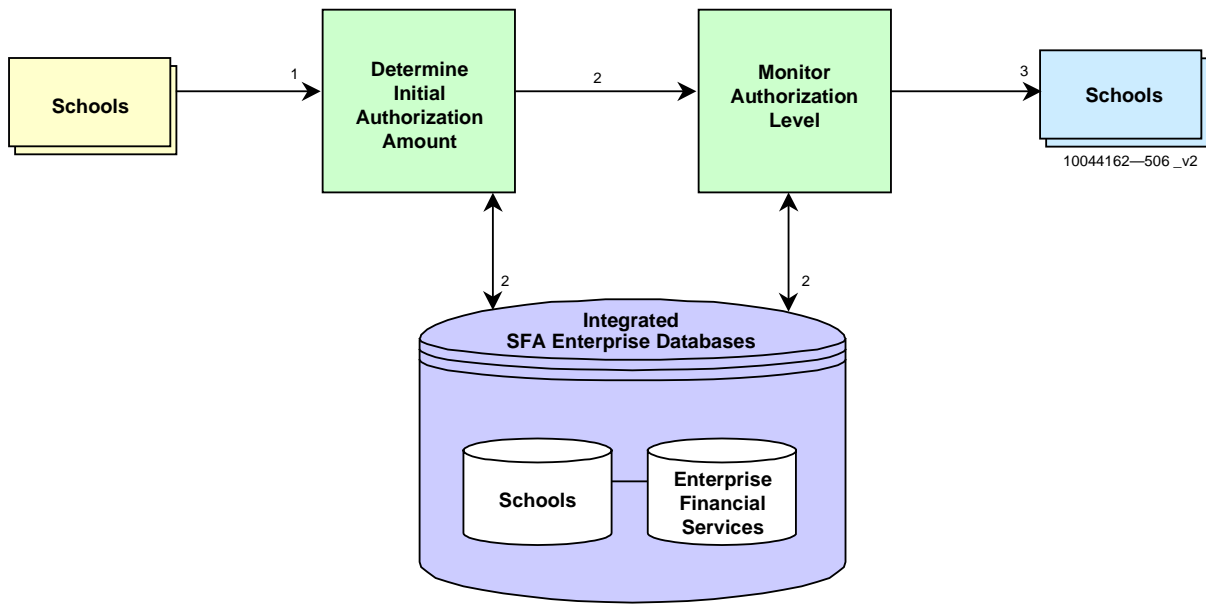 Schools
1
Determine
Initial
Authorization
Amount
2
Monitor
Authorization
Level
3
Schools
10044162—506 _v2
2
2
Integrated
SFA Enterprise Databases
Schools
Enterprise
Financial
Services